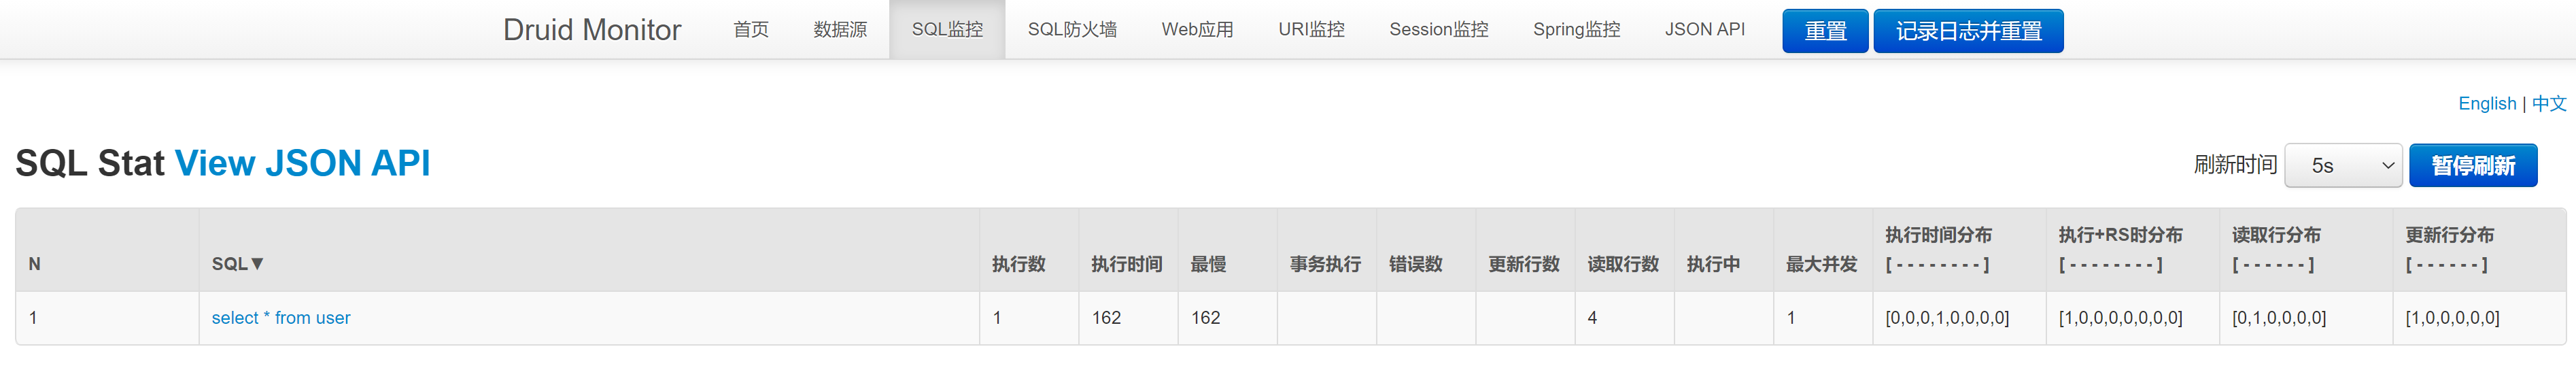 Druid Monitor 首页 数据源 SQL监控 SQL防火墙 Web应用 URI监控 Session监控 Spring监控 JSON API 重置 记录日志并重置
English | 中文
SQL Stat View JSON API 刷新时间 5s 暂停刷新
N SQL▼ 执行数 执行时间 最慢 事务执行 错误数 更新行数 读取行数 执行中 最大并发 执行时间分布 [ - - - - - - - - ] 执行+RS时分布 [ - - - - - - - - ] 读取行分布 [ - - - - - - ] 更新行分布 [ - - - - - - ]
1 select * from user 1 162 162 4 1 [0,0,0,1,0,0,0,0] [1,0,0,0,0,0,0,0] [0,1,0,0,0,0] [1,0,0,0,0,0]